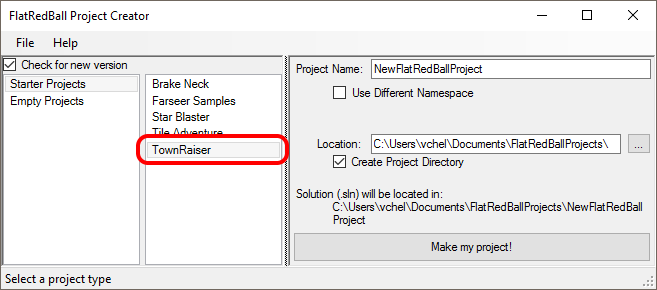 FlatRedBall Project Creator
File Help
Check for new version
Starter Projects
Empty Projects
Brake Neck
Farseer Samples
Star Blaster
Tile Adventure
TownRaiser
Project Name: NewFlatRedBallProject
Use Different Namespace
Location: C:\Users\vchel\Documents\FlatRedBallProjects\ ...
Create Project Directory
Solution (.sln) will be located in:
C:\Users\vchel\Documents\FlatRedBallProjects\NewFlatRedBall
Project
Make my project!
Select a project type